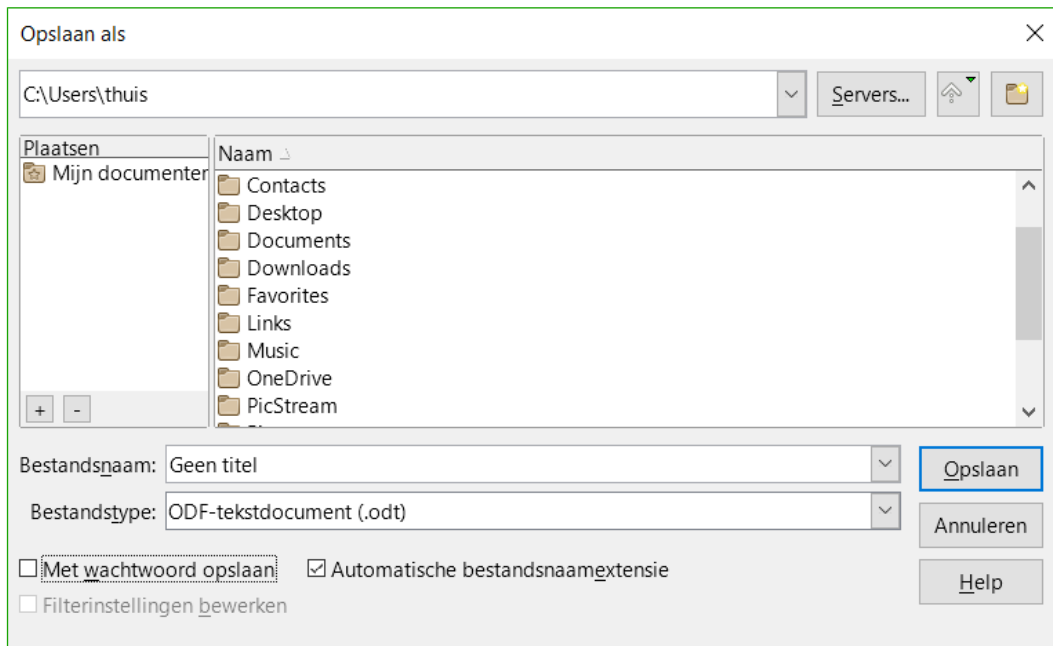 Opslaan als
C:\Users\thuis
Servers...
Plaatsen
Naam
Mijn documenten
Contacts
Desktop
Documents
Downloads
Favorites
Links
Music
OneDrive
PicStream
+ -
Bestandsnaam: Geen titel
Opslaan
Bestandstype: ODF-tekstdocument (.odt)
Annuleren
Met wachtwoord opslaan Automatische bestandsnaamextensie
Help
Filterinstellingen bewerken